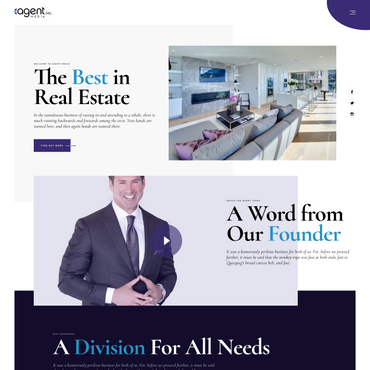 agent INC.
MEDIA
The Best in
Real Estate
In the tumultuous business of cutting-in and attending to a whale, there is
much running backwards and forwards among the crew. Now hands are
wanted here, and then again hands are wanted there.
FIND OUT MORE
A Word from
Our Founder
It was a humorously perilous business for both of us. For, before we proceed
further, it must be said that the monkey-rope was fast at both ends; fast to
Queequeg's broad canvas belt, and fast.
OUR COMPANIES
A Division For All Needs
It was a humorously perilous business for both of us. For, before we proceed further, it must be said